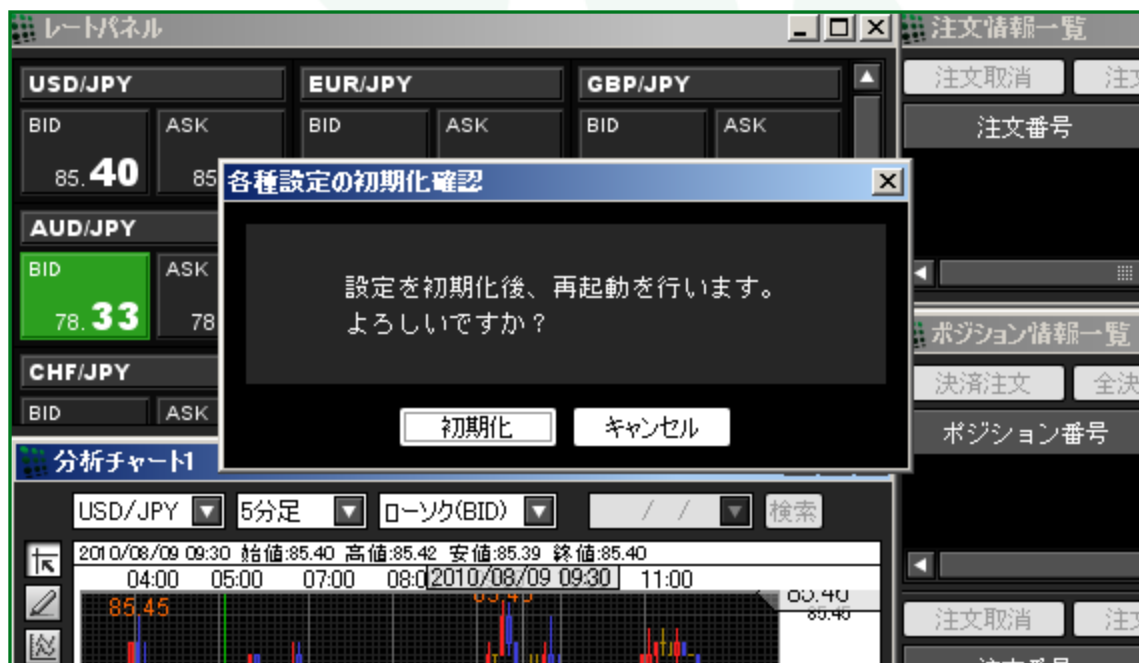 レートパネル
USD/JPY EUR/JPY GBP/JPY
BID ASK BID ASK BID ASK
85.40 85
AUD/JPY
BID ASK
78.33 78
CHF/JPY
BID ASK
各種設定の初期化確認
設定を初期化後、再起動を行います。
よろしいですか？
初期化 キャンセル
分析チャート1
USD/JPY 5分足 ローソク(BID) / / 検索
2010/08/09 09:30 始値:85.40 高値:85.42 安値:85.39 終値:85.40
04:00 05:00 07:00 08:0 2010/08/09 09:30 11:00
85.45
85.45
注文情報一覧
注文取消
注文番号
ポジション情報一覧
決済注文 全決
ポジション番号
注文取消